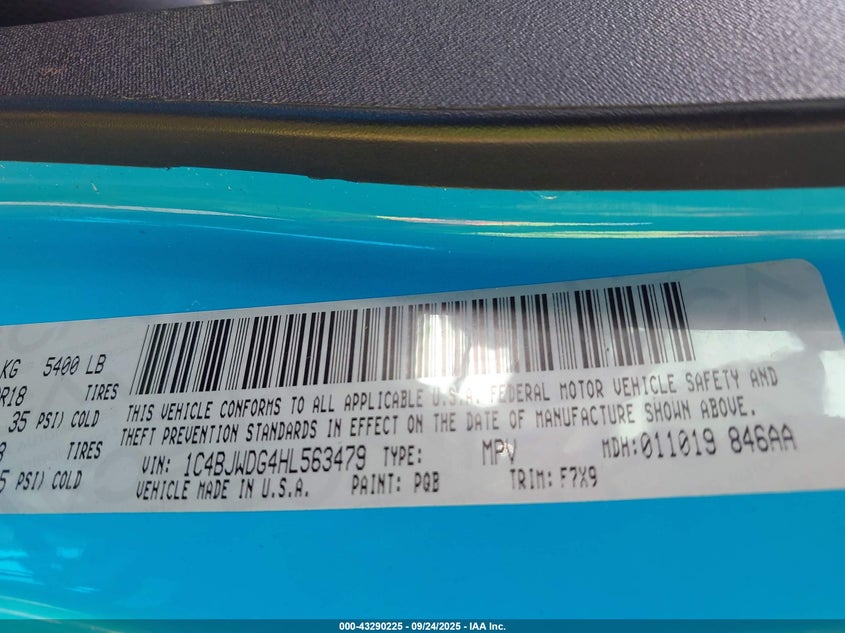 KG 5400 LB
R18 TIRES
35 PSI) COLD
TIRES
5 PSI) COLD
THIS VEHICLE CONFORMS TO ALL APPLICABLE U.S.A. FEDERAL MOTOR VEHICLE SAFETY AND
THEFT PREVENTION STANDARDS IN EFFECT ON THE DATE OF MANUFACTURE SHOWN ABOVE.
VIN: 1C4BJWDG4HL563479 TYPE: MPV MDH:011019 846AA
VEHICLE MADE IN U.S.A. PAINT: PQB TRIM: F7X9
000-43290225 - 09/24/2025 - IAA Inc.